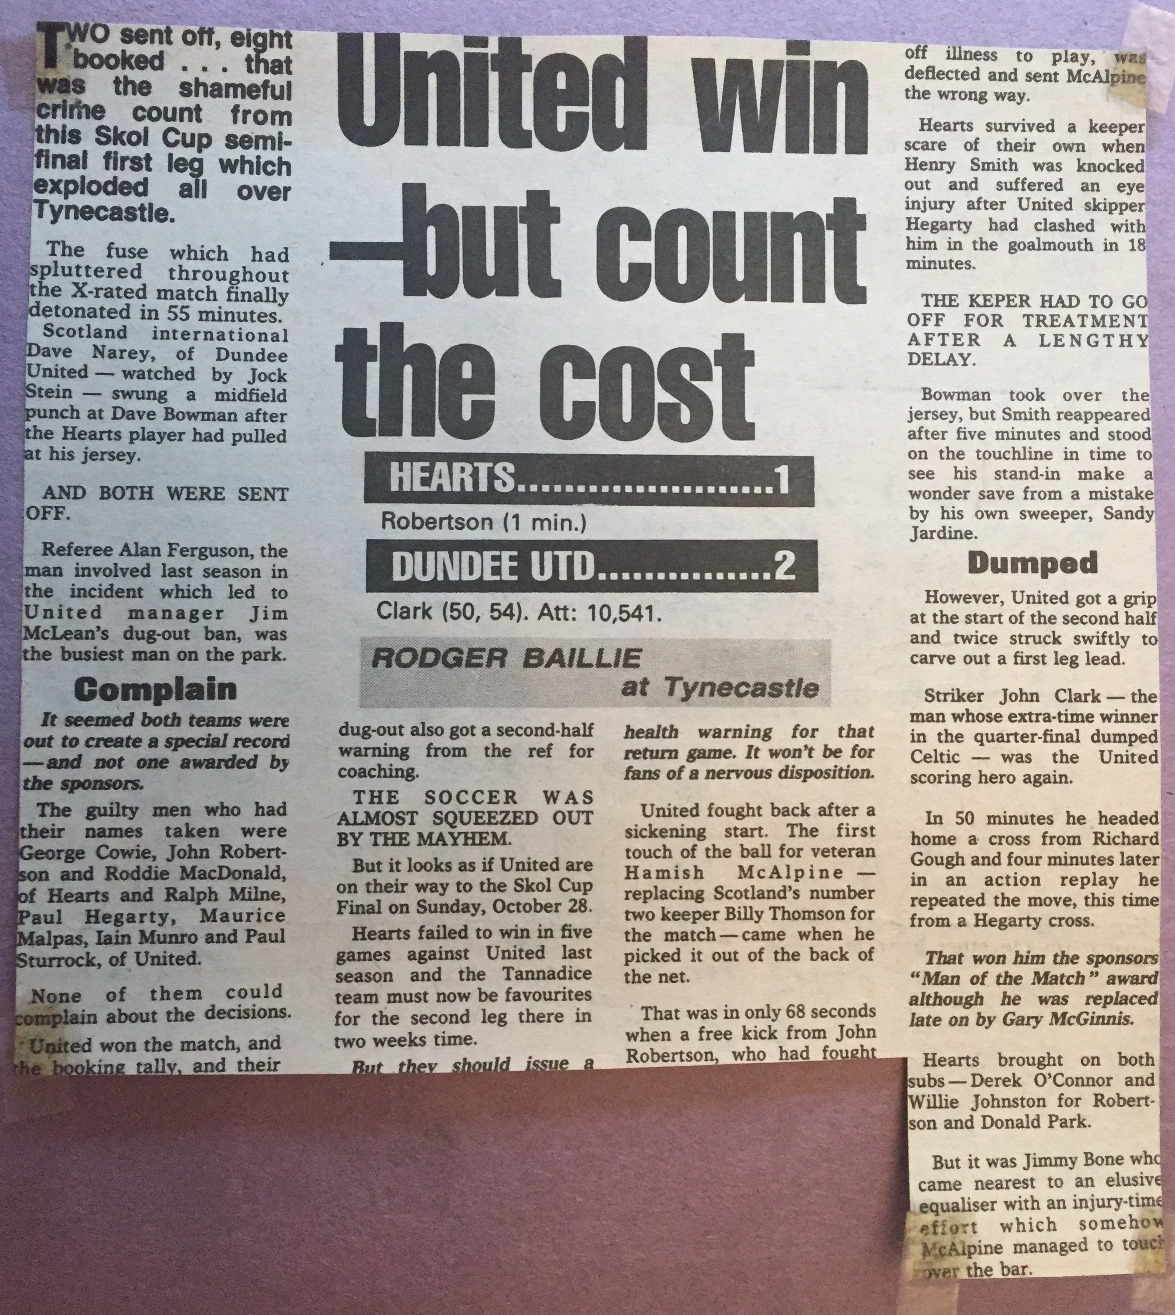 TWO sent off, eight
booked . . . that
was the shameful
crime count from
this Skol Cup semi-
final first leg which
exploded all over
Tynecastle.
The fuse which had
spluttered throughout
the X-rated match finally
detonated in 55 minutes.
Scotland international
Dave Narey, of Dundee
United — watched by Jock
Stein — swung a midfield
punch at Dave Bowman after
the Hearts player had pulled
at his jersey.
AND BOTH WERE SENT
OFF.
Referee Alan Ferguson, the
man involved last season in
the incident which led to
United manager Jim
McLean's dug-out ban, was
the busiest man on the park.
Complain
It seemed both teams were
out to create a special record
—and not one awarded by
the sponsors.
The guilty men who had
their names taken were
George Cowie, John Robert-
son and Roddie MacDonald,
of Hearts and Ralph Milne,
Paul Hegarty, Maurice
Malpas, Iain Munro and Paul
Sturrock, of United.
None of them could
complain about the decisions.
United won the match, and
the booking tally, and their
United win
—but count
the cost
HEARTS.......................1
Robertson (1 min.)
DUNDEE UTD...............2
Clark (50, 54). Att: 10,541.
RODGER BAILLIE
at Tynecastle
dug-out also got a second-half
warning from the ref for
coaching.
THE SOCCER WAS
ALMOST SQUEEZED OUT
BY THE MAYHEM.
But it looks as if United are
on their way to the Skol Cup
Final on Sunday, October 28.
Hearts failed to win in five
games against United last
season and the Tannadice
team must now be favourites
for the second leg there in
two weeks time.
But they should issue a
health warning for that
return game. It won't be for
fans of a nervous disposition.
United fought back after a
sickening start. The first
touch of the ball for veteran
Hamish McAlpine —
replacing Scotland's number
two keeper Billy Thomson for
the match — came when he
picked it out of the back of
the net.
That was in only 68 seconds
when a free kick from John
Robertson, who had fought
off illness to play, was
deflected and sent McAlpine
the wrong way.
Hearts survived a keeper
scare of their own when
Henry Smith was knocked
out and suffered an eye
injury after United skipper
Hegarty had clashed with
him in the goalmouth in 18
minutes.
THE KEPER HAD TO GO
OFF FOR TREATMENT
AFTER A LENGTHY
DELAY.
Bowman took over the
jersey, but Smith reappeared
after five minutes and stood
on the touchline in time to
see his stand-in make a
wonder save from a mistake
by his own sweeper, Sandy
Jardine.
Dumped
However, United got a grip
at the start of the second half
and twice struck swiftly to
carve out a first leg lead.
Striker John Clark — the
man whose extra-time winner
in the quarter-final dumped
Celtic — was the United
scoring hero again.
In 50 minutes he headed
home a cross from Richard
Gough and four minutes later
in an action replay he
repeated the move, this time
from a Hegarty cross.
That won him the sponsors
"Man of the Match" award
although he was replaced
late on by Gary McGinnis.
Hearts brought on both
subs — Derek O'Connor and
Willie Johnston for Robert-
son and Donald Park.
But it was Jimmy Bone who
came nearest to an elusive
equaliser with an injury-time
effort which somehow
McAlpine managed to touch
over the bar.